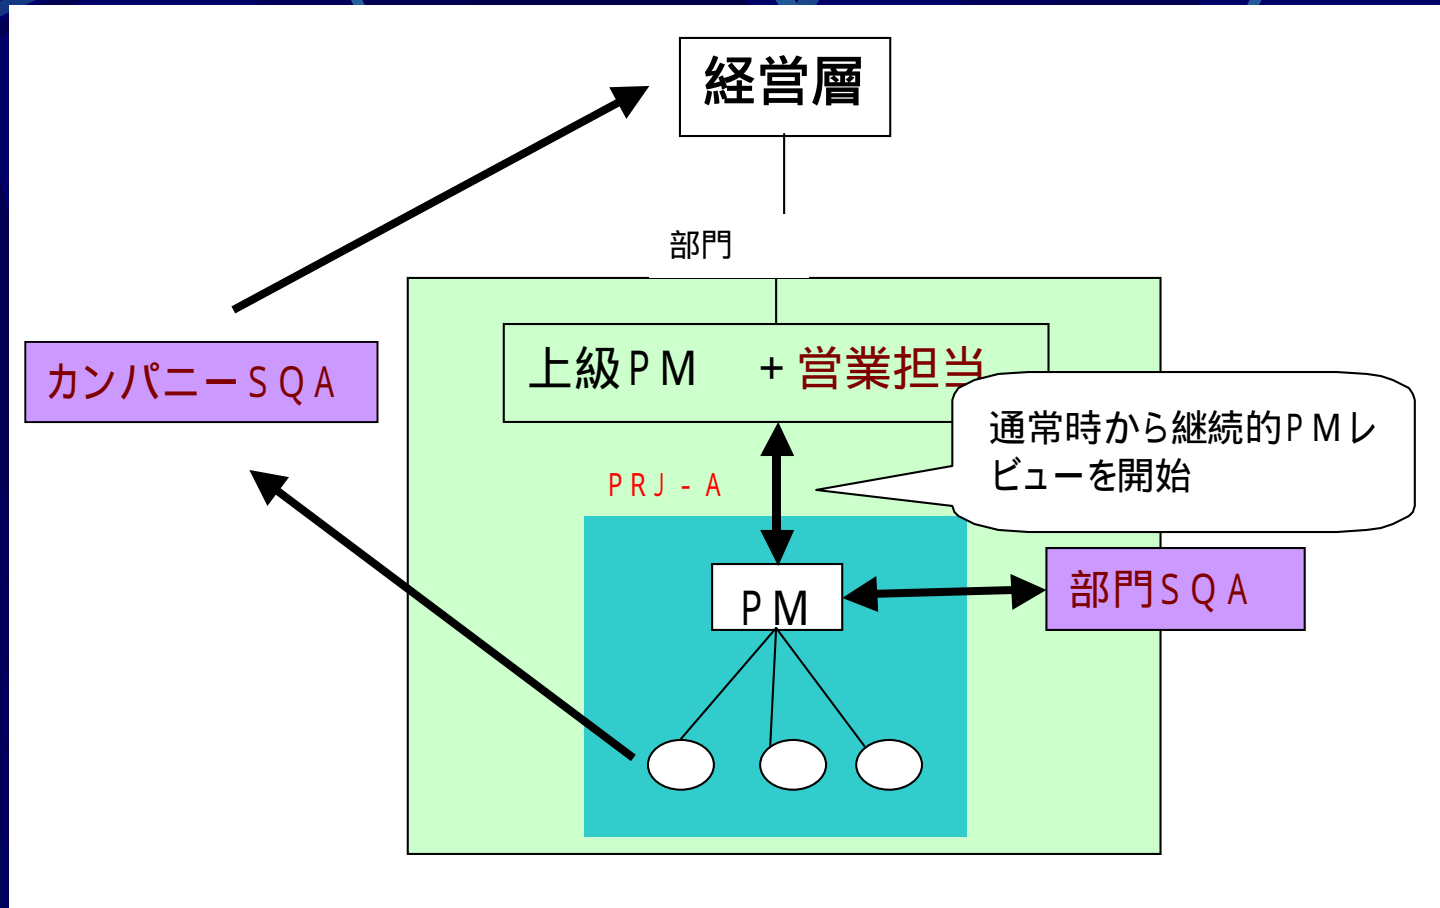 経営層
部門
カンパニーSQA
上級PM　+営業担当
通常時から継続的PMレ
ビューを開始
PRJ-A
PM
部門SQA